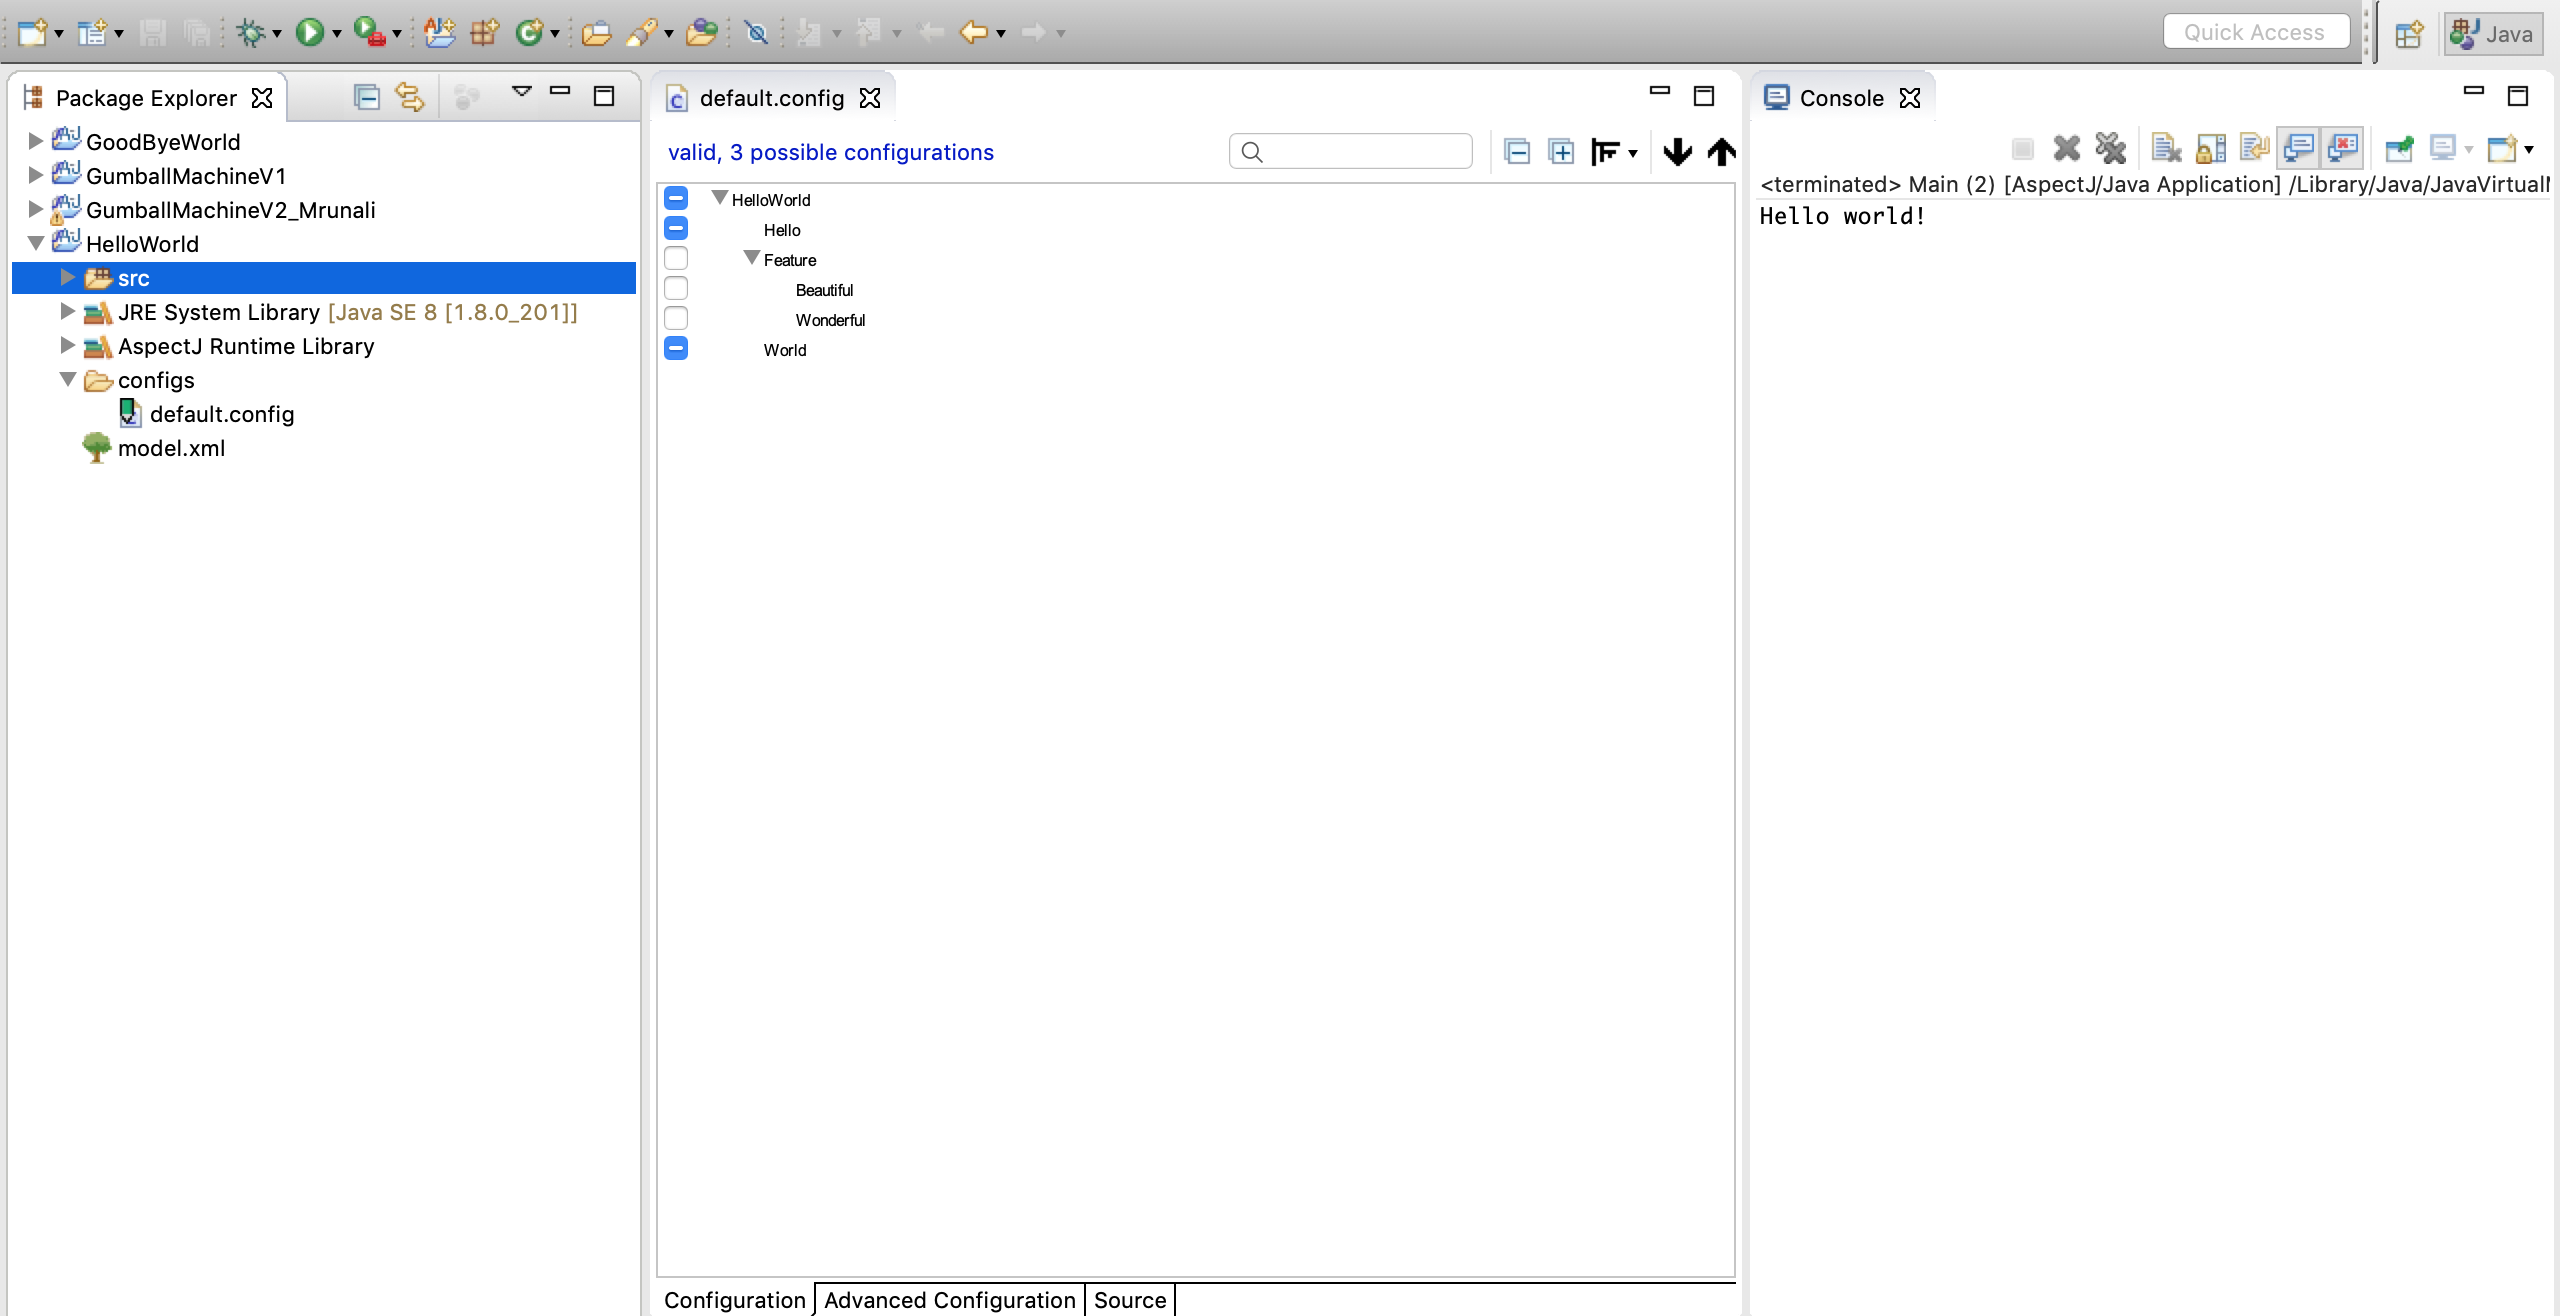 Quick Access
Java
Package Explorer
GoodByeWorld
GumballMachineV1
GumballMachineV2_Mrunali
HelloWorld
src
JRE System Library [Java SE 8 [1.8.0_201]]
AspectJ Runtime Library
configs
default.config
model.xml
default.config
valid, 3 possible configurations
HelloWorld
Hello
Feature
Beautiful
Wonderful
World
Configuration
Advanced Configuration
Source
Console
<terminated> Main (2) [AspectJ/Java Application] /Library/Java/JavaVirtual
Hello world!